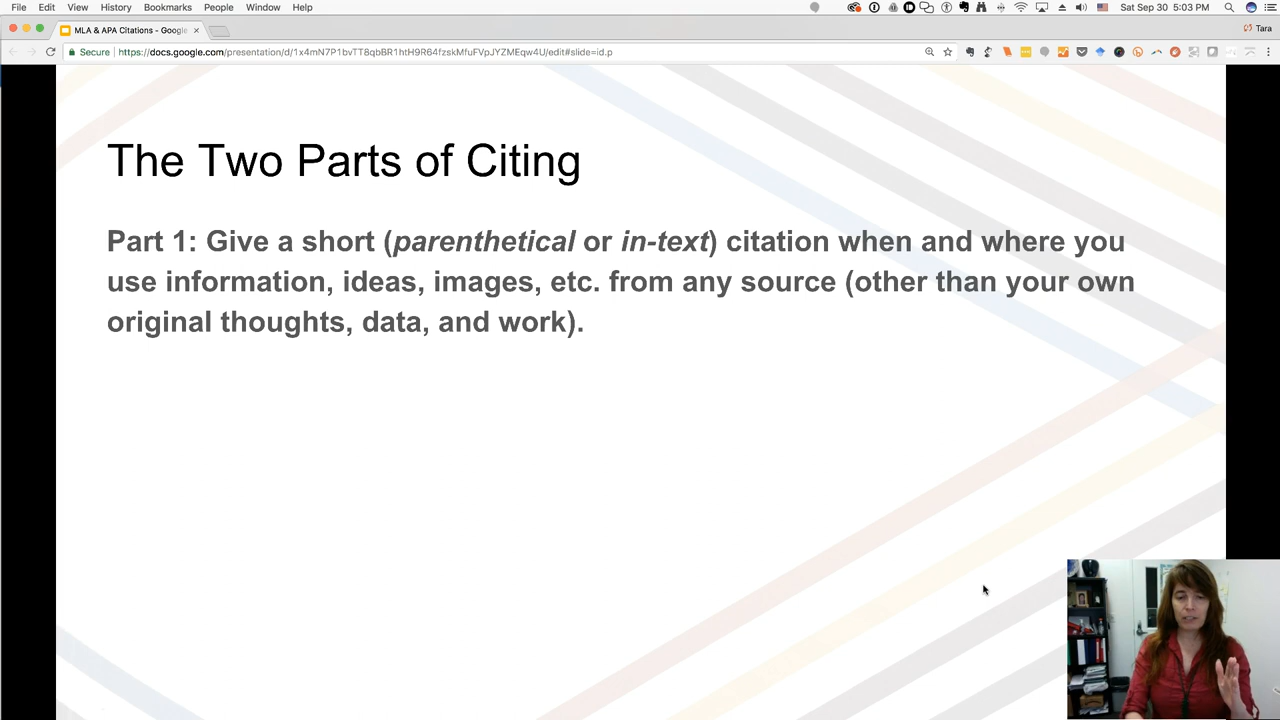 File Edit View History Bookmarks People Window Help Sat Sep 30 5:03 PM
MLA & APA Citations - Google Tara
Secure https://docs.google.com/presentation/d/1x4mN7P1bvTT8qbBR1htH9R64fzskMfuFVpJYZMEqw4U/edit#slide=id.p
The Two Parts of Citing
Part 1: Give a short (parenthetical or in-text) citation when and where you
use information, ideas, images, etc. from any source (other than your own
original thoughts, data, and work).